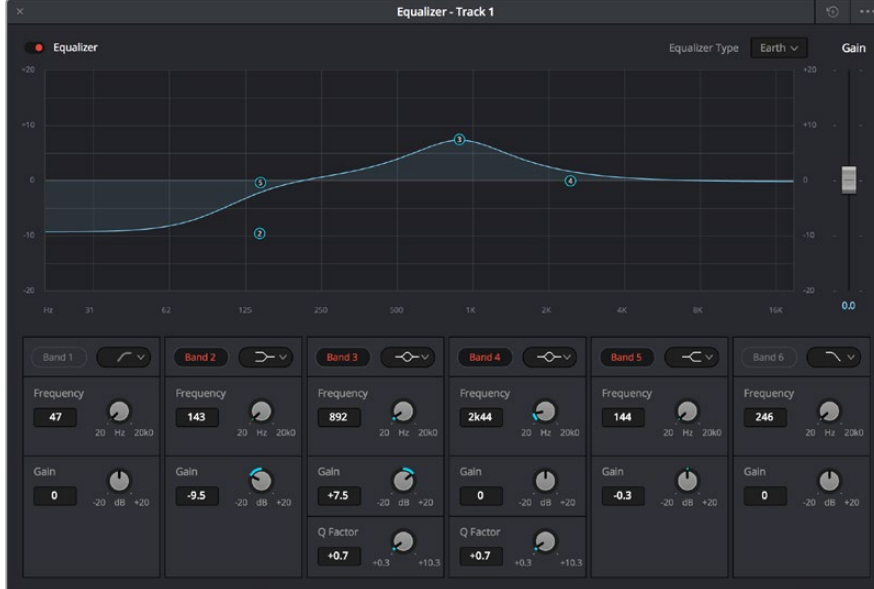 Equalizer - Track 1
Equalizer
Equalizer Type Earth Gain
+20 +20
+10 +10
0 0
-10 -10
-20 -20
5 3 4 2
Hz 31 62 125 250 500 1K 2K 4K 8K 16K
0.0
Band 1 Band 2 Band 3 Band 4 Band 5 Band 6
Frequency Frequency Frequency Frequency Frequency Frequency
47 143 892 2k44 144 246
20 Hz 20k0 20 Hz 20k0 20 Hz 20k0 20 Hz 20k0 20 Hz 20k0 20 Hz 20k0
Gain Gain Gain Gain Gain Gain
0 -9.5 +7.5 0 -0.3 0
-20 dB +20 -20 dB +20 -20 dB +20 -20 dB +20 -20 dB +20 -20 dB +20
Q Factor Q Factor
+0.7 +0.7
+0.3 +10.3 +0.3 +10.3